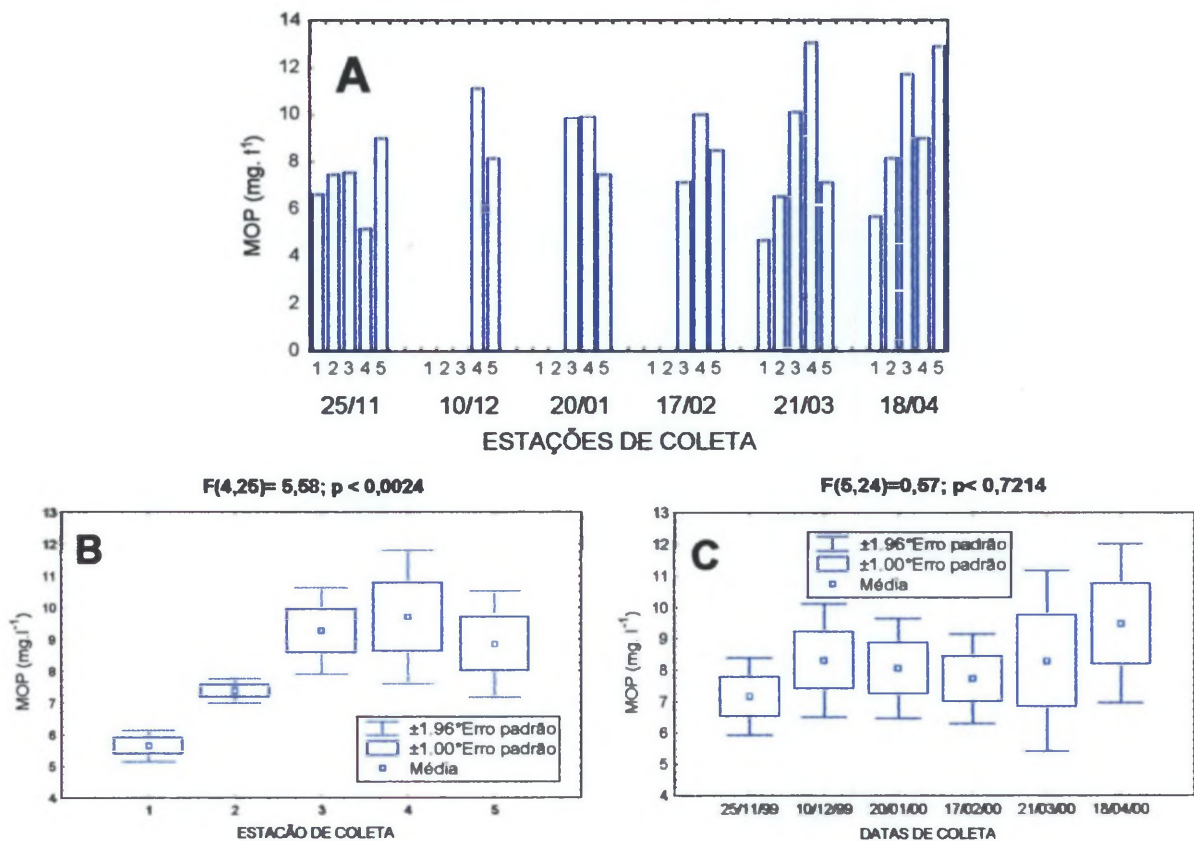 A
14
12
10
8
6
4
2
0
MOP (mg. l¹)
1 2 3 4 5 1 2 3 4 5 1 2 3 4 5 1 2 3 4 5 1 2 3 4 5 1 2 3 4 5
25/11 10/12 20/01 17/02 21/03 18/04
ESTAÇÕES DE COLETA
F(4,25)= 5,58; p < 0,0024
B
13
12
11
10
9
8
7
6
5
4
MOP (mg.l⁻¹)
±1.96*Erro padrão
±1.00*Erro padrão
Média
1 2 3 4 5
ESTAÇÃO DE COLETA
F(5,24)=0,57; p< 0,7214
C
13
12
11
10
9
8
7
6
5
4
MOP (mg. l⁻¹)
±1.96*Erro padrão
±1.00*Erro padrão
Média
25/11/99 10/12/99 20/01/00 17/02/00 21/03/00 18/04/00
DATAS DE COLETA